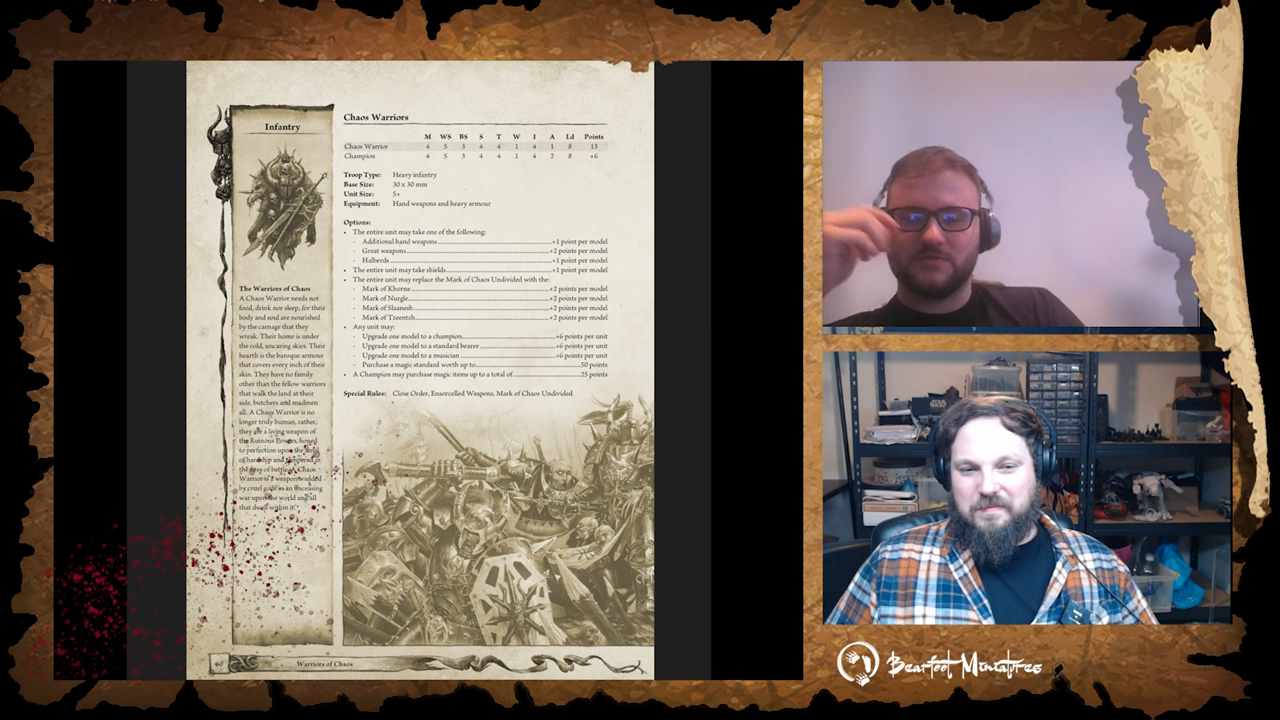 Infantry
The Warriors of Chaos
A Chaos Warrior needs not
food, drink nor sleep, for their
body and soul are nourished
by the carnage that they
wreak. Their home is under
the cold, uncaring skies. Their
hearth is the baroque armour
that covers every inch of their
skin. They have no family
other than the fellow warriors
that walk the land at their
side, butchers and madmen
all. A Chaos Warrior is no
longer truly human, rather,
they are a living weapon of
the Ruinous Powers, honed
to perfection upon the anvil
of hardship and tempered in
the fires of battle. A Chaos
Warrior is a weapon wielded
by cruel gods in an unceasing
war upon the world and all
that dwell within it.
Chaos Warriors
M WS BS S T W I A Ld Points
Chaos Warrior 4 5 3 4 4 1 4 1 8 13
Champion 4 5 3 4 4 1 4 2 8 +6
Troop Type: Heavy infantry
Base Size: 30 x 30 mm
Unit Size: 5+
Equipment: Hand weapons and heavy armour
Options:
• The entire unit may take one of the following:
- Additional hand weapons +1 point per model
- Great weapons +2 points per model
- Halberds +1 point per model
• The entire unit may take shields +1 point per model
• The entire unit may replace the Mark of Chaos Undivided with the:
- Mark of Khorne +2 points per model
- Mark of Nurgle +2 points per model
- Mark of Slaanesh +2 points per model
- Mark of Tzeentch +2 points per model
• Any unit may:
- Upgrade one model to a champion +6 points per unit
- Upgrade one model to a standard bearer +6 points per unit
- Upgrade one model to a musician +6 points per unit
- Purchase a magic standard worth up to 50 points
• A Champion may purchase magic items up to a total of 25 points
Special Rules: Close Order, Ensorcelled Weapons, Mark of Chaos Undivided
60 Warriors of Chaos
Bearfoot Miniatures